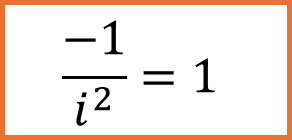 −1/i² = 1